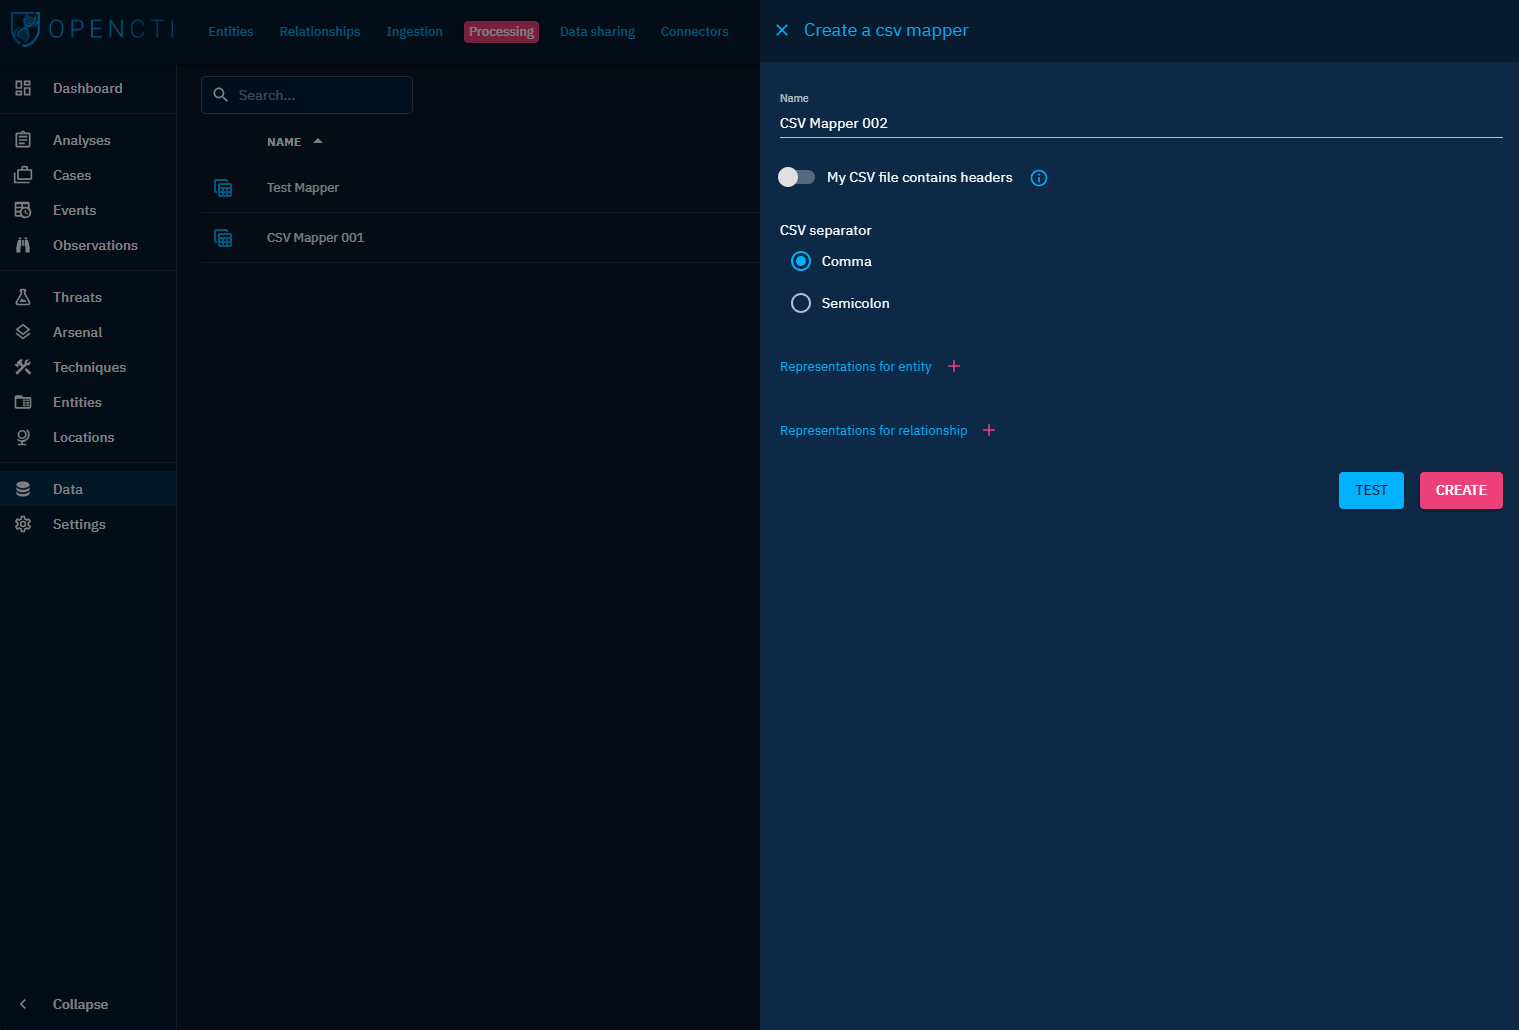 OPENCTI
Entities Relationships Ingestion Processing Data sharing Connectors
Dashboard
Analyses
Cases
Events
Observations
Threats
Arsenal
Techniques
Entities
Locations
Data
Settings
Collapse
Search...
NAME
Test Mapper
CSV Mapper 001
Create a csv mapper
Name
CSV Mapper 002
My CSV file contains headers
CSV separator
Comma
Semicolon
Representations for entity +
Representations for relationship +
TEST CREATE